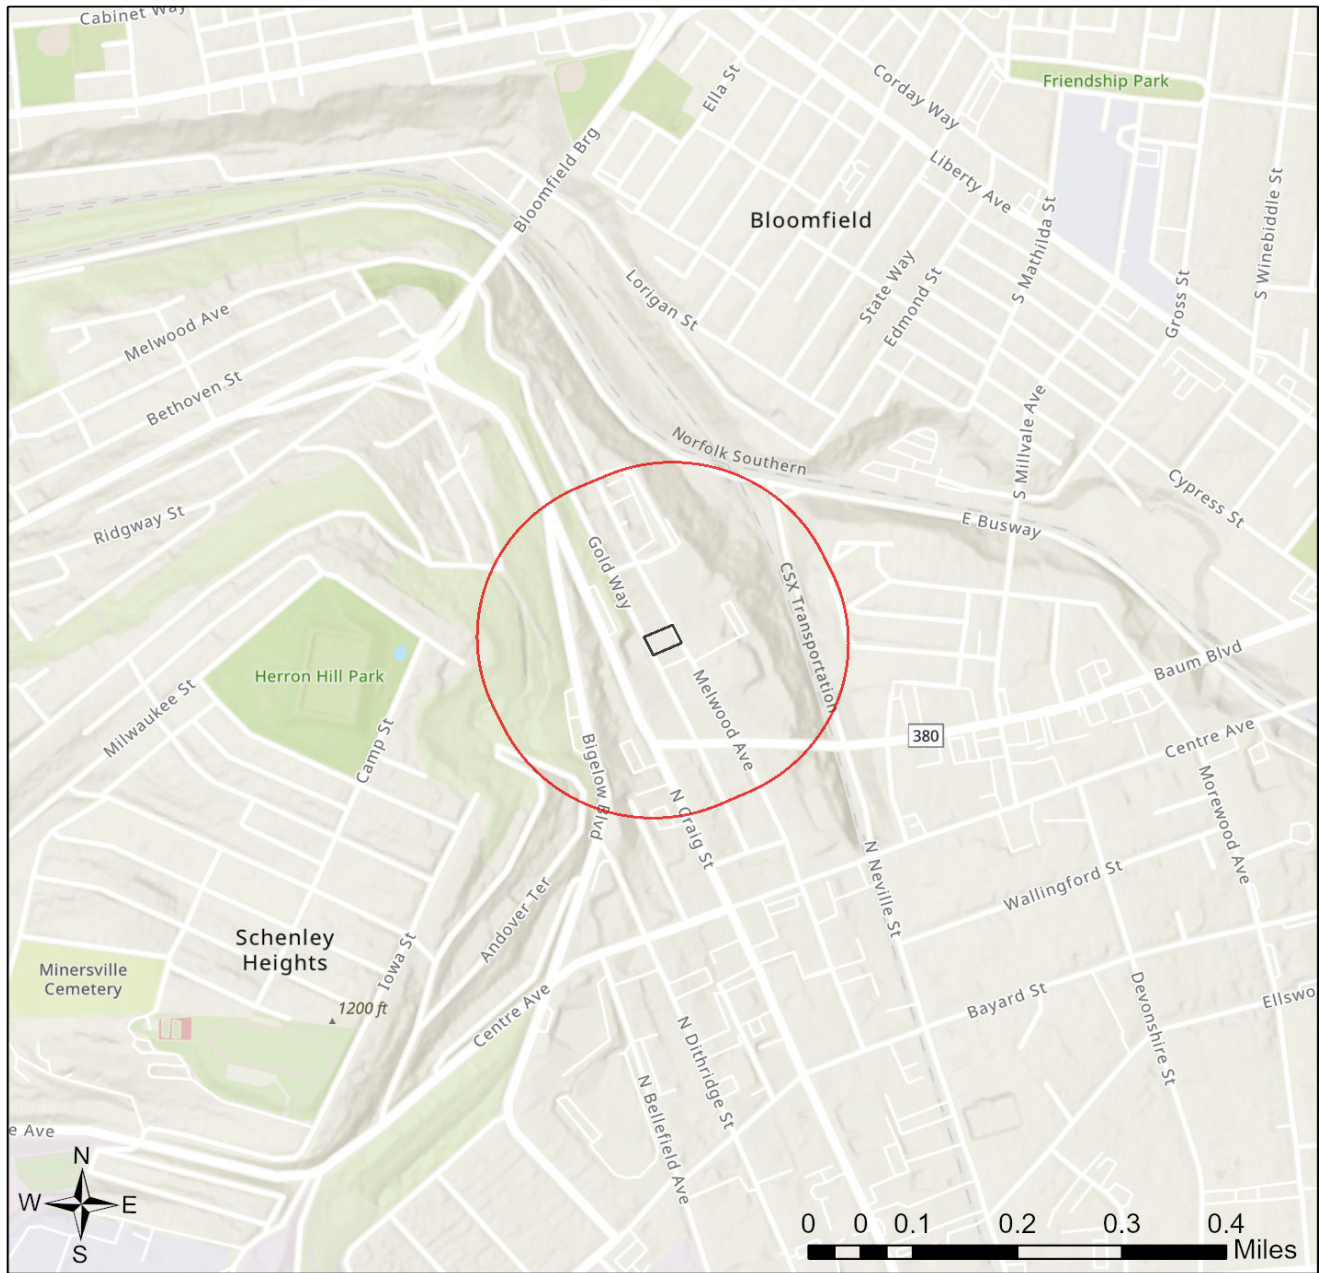 Cabinet Way
Friendship Park
Ella St
Corday Way
Bloomfield Brg
Liberty Ave
Bloomfield
S Winebiddle St
S Mathilda St
State Way
Edmond St
Gross St
Lorigan St
Melwood Ave
Bethoven St
S Millvale Ave
Norfolk Southern
Cypress St
Ridgway St
E Busway
Gold Way
CSX Transportation
Herron Hill Park
Baum Blvd
Milwaukee St
Camp St
Melwood Ave
380
Centre Ave
Bigelow Blvd
Morewood Ave
N Craig St
N Neville St
Wallingford St
Andover Ter
Schenley
Heights
Iowa St
Minersville
Cemetery
1200 ft
Centre Ave
Bayard St
Devonshire St
Ellswo
N Dithridge St
N Bellefield Ave
e Ave
N
W
E
S
0 0 0.1 0.2 0.3 0.4
Miles